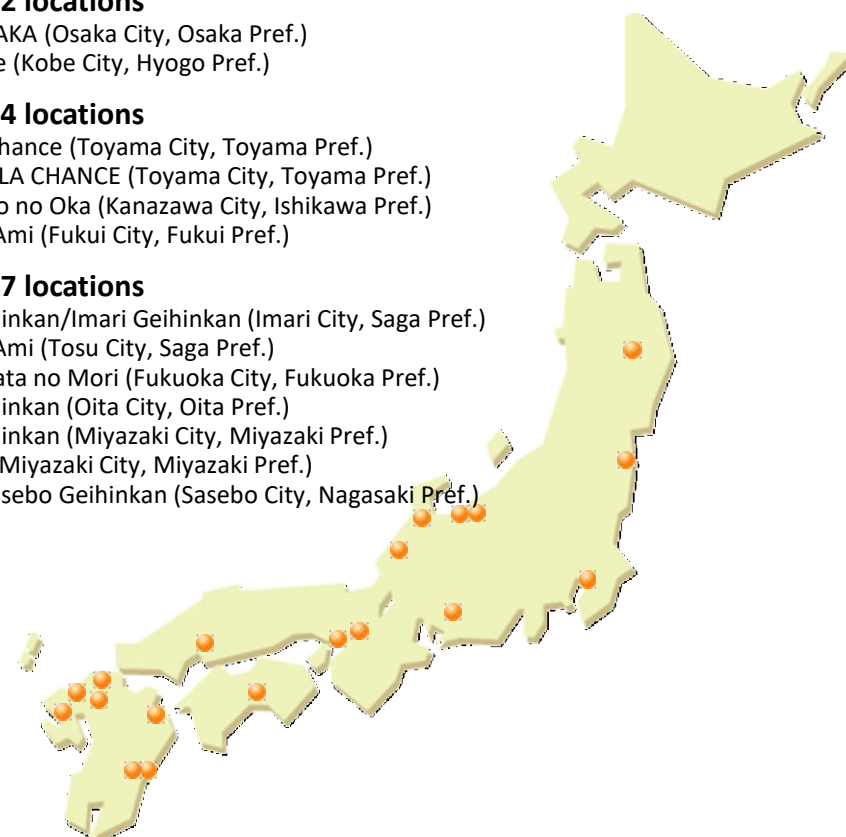 2 locations
AKA (Osaka City, Osaka Pref.)
e (Kobe City, Hyogo Pref.)
4 locations
hance (Toyama City, Toyama Pref.)
LA CHANCE (Toyama City, Toyama Pref.)
o no Oka (Kanazawa City, Ishikawa Pref.)
Ami (Fukui City, Fukui Pref.)
7 locations
inkan/Imari Geihinkan (Imari City, Saga Pref.)
Ami (Tosu City, Saga Pref.)
ata no Mori (Fukuoka City, Fukuoka Pref.)
inkan (Oita City, Oita Pref.)
inkan (Miyazaki City, Miyazaki Pref.)
Miyazaki City, Miyazaki Pref.)
sebo Geihinkan (Sasebo City, Nagasaki Pref.)